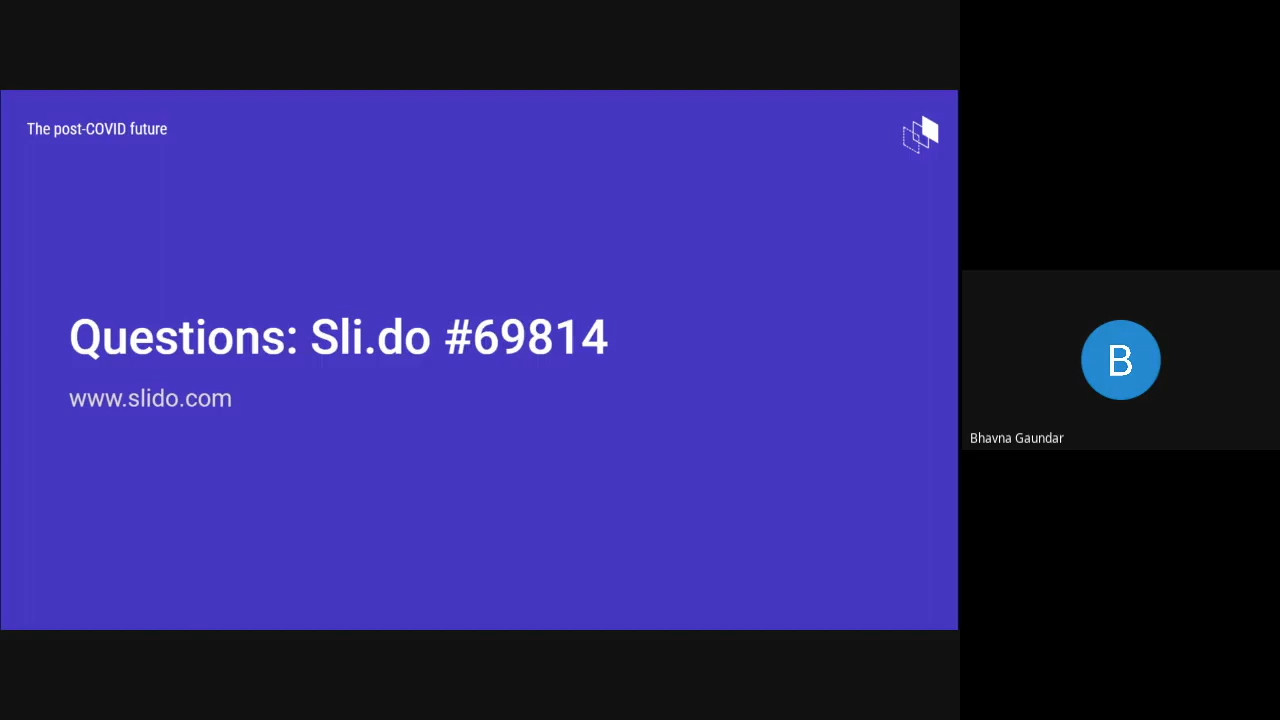 The post-COVID future
Questions: Sli.do #69814
www.slido.com
B
Bhavna Gaundar